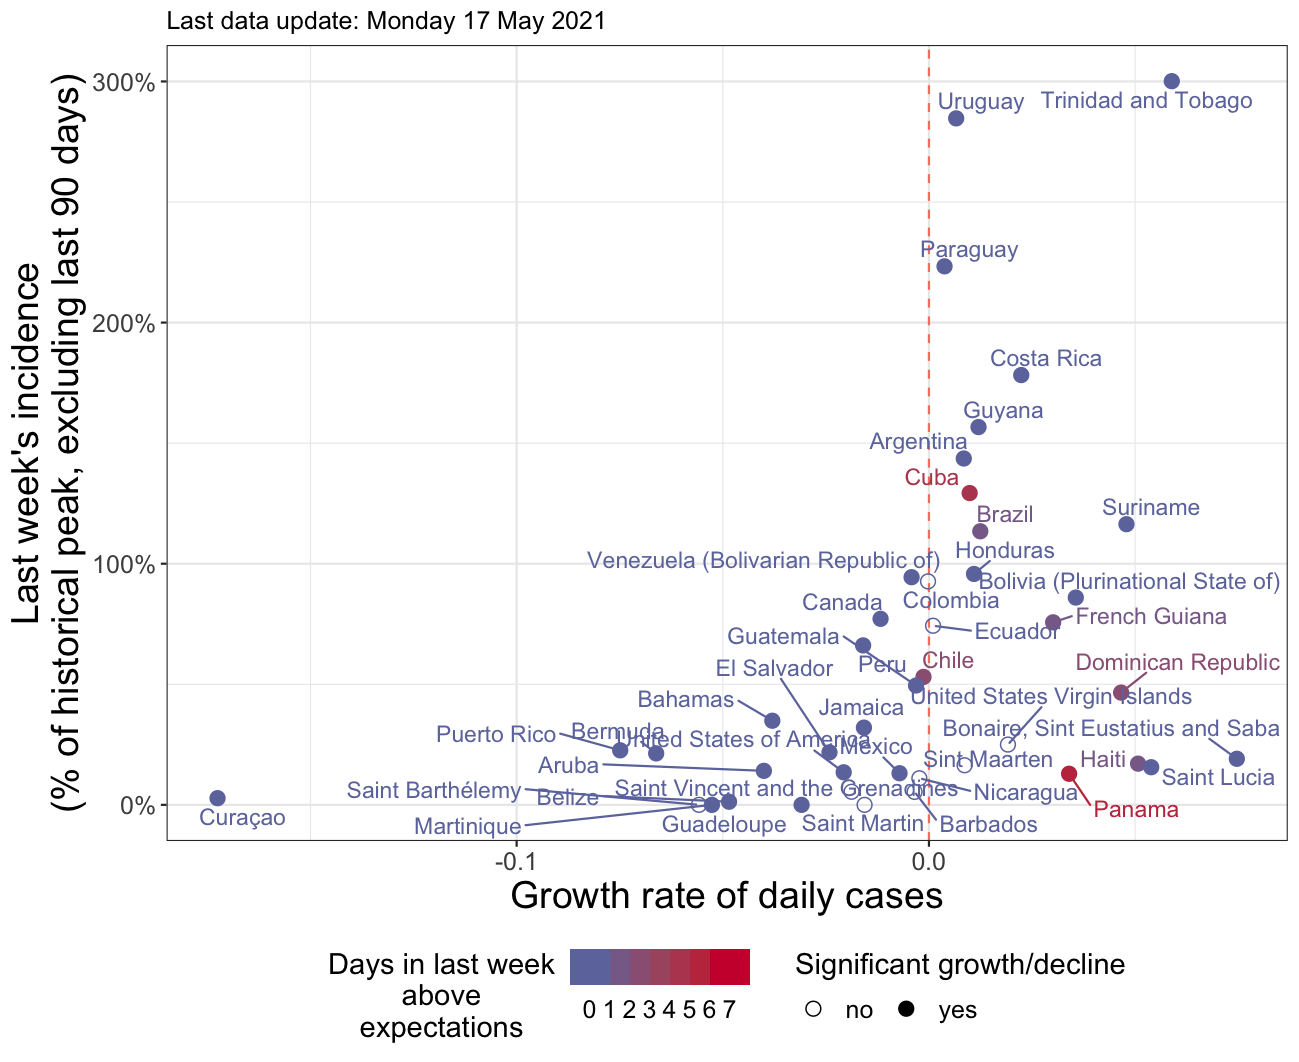 Last data update: Monday 17 May 2021
Last week's incidence
(% of historical peak, excluding last 90 days)
300%
200%
100%
0%
Uruguay
Trinidad and Tobago
Paraguay
Costa Rica
Guyana
Argentina
Cuba
Brazil
Suriname
Honduras
Venezuela (Bolivarian Republic of)
Bolivia (Plurinational State of)
Canada
Colombia
French Guiana
Ecuador
Guatemala
Chile
Peru
El Salvador
Dominican Republic
Bahamas
United States Virgin Islands
Jamaica
Bermuda
Puerto Rico
Bonaire, Sint Eustatius and Saba
United States of America
Mexico
Sint Maarten
Haiti
Aruba
Saint Lucia
Saint Vincent and the Grenadines
Saint Barthélemy
Nicaragua
Belize
Panama
Curaçao
Martinique
Guadeloupe
Saint Martin
Barbados
-0.1
0.0
Growth rate of daily cases
Days in last week
above
expectations
0 1 2 3 4 5 6 7
Significant growth/decline
no
yes